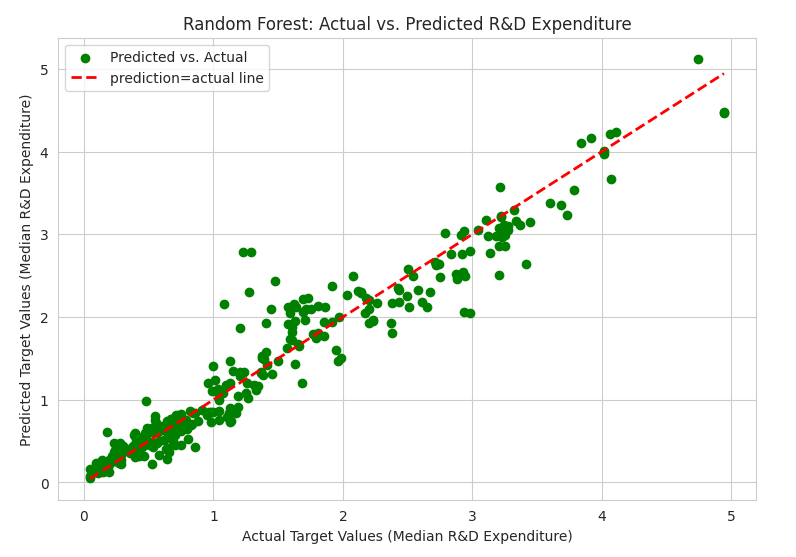 Random Forest: Actual vs. Predicted R&D Expenditure
Predicted vs. Actual
prediction=actual line
Predicted Target Values (Median R&D Expenditure)
5
4
3
2
1
0
0 1 2 3 4 5
Actual Target Values (Median R&D Expenditure)